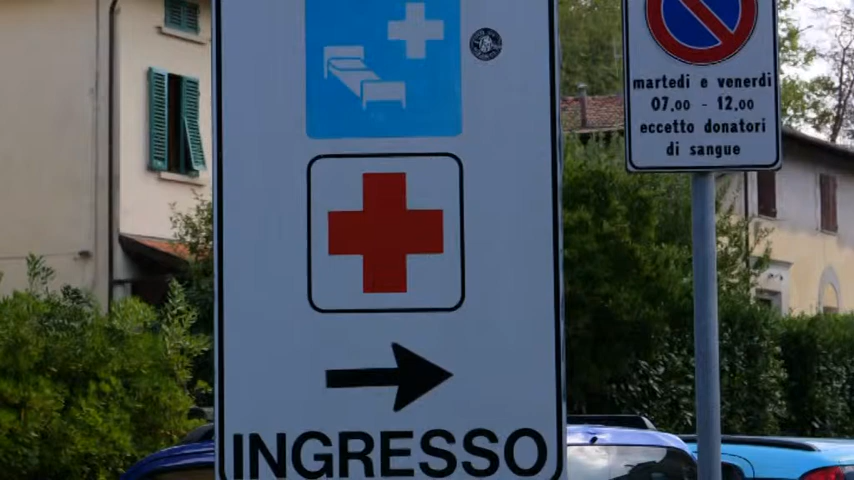 INGRESSO
martedì e venerdì
07.00 - 12.00
eccetto donatori
di sangue